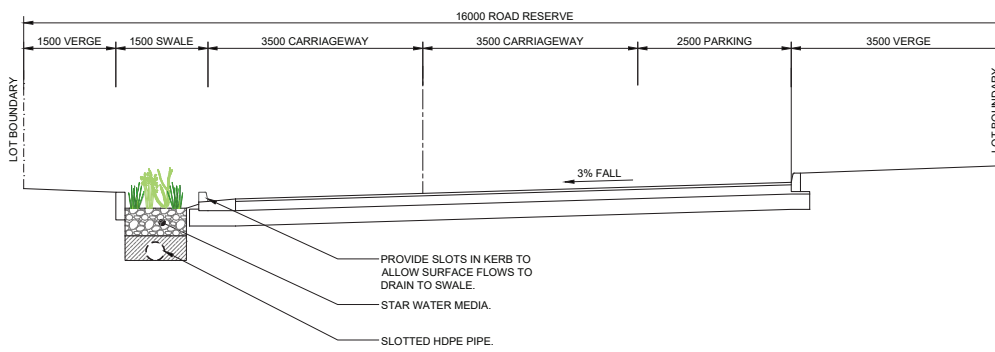 16000 ROAD RESERVE
1500 VERGE
1500 SWALE
3500 CARRIAGEWAY
3500 CARRIAGEWAY
2500 PARKING
3500 VERGE
LOT BOUNDARY
LOT BOUNDARY
3% FALL
PROVIDE SLOTS IN KERB TO
ALLOW SURFACE FLOWS TO
DRAIN TO SWALE.
STAR WATER MEDIA.
SLOTTED HDPE PIPE.